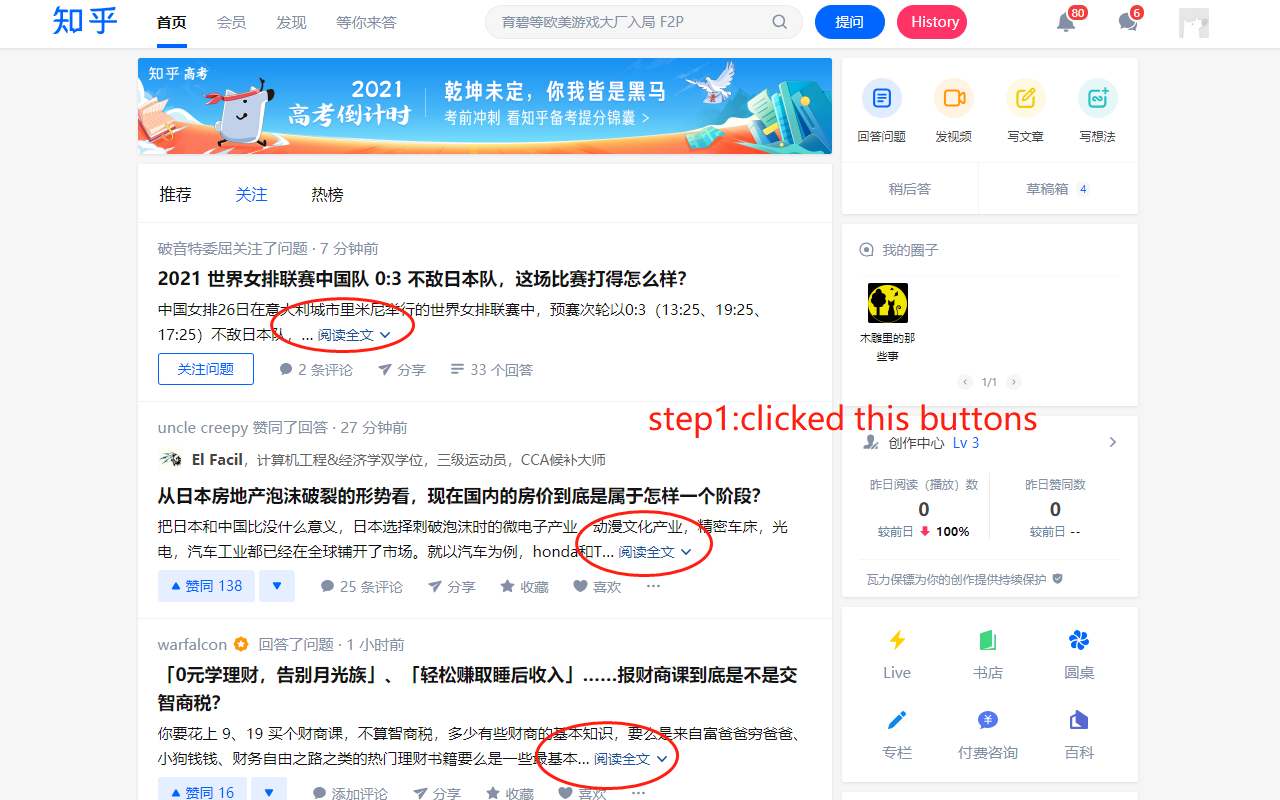 知乎
首页 会员 发现 等你来答
育碧等欧美游戏大厂入局 F2P
提问
History
80
6
知乎 高考
2021
高考倒计时
乾坤未定，你我皆是黑马
考前冲刺 看知乎备考提分锦囊 >
推荐 关注 热榜
破音特委屈关注了问题 · 7 分钟前
2021 世界女排联赛中国队 0:3 不敌日本队，这场比赛打得怎么样？
中国女排26日在意大利城市里米尼举行的世界女排联赛中，预赛次轮以0:3（13:25、19:25、
17:25）不敌日本队，... 阅读全文
关注问题 2 条评论 分享 33 个回答
uncle creepy 赞同了回答 · 27 分钟前
El Facil，计算机工程&经济学双学位，三级运动员，CCA候补大师
从日本房地产泡沫破裂的形势看，现在国内的房价到底是属于怎样一个阶段？
把日本和中国比没什么意义，日本选择刺破泡沫时的微电子产业，动漫文化产业，精密车床，光
电，汽车工业都已经在全球铺开了市场。就以汽车为例，honda和T... 阅读全文
赞同 138 25 条评论 分享 收藏 喜欢 ···
warfalcon 回答了问题 · 1 小时前
「0元学理财，告别月光族」、「轻松赚取睡后收入」……报财商课到底是不是交
智商税？
你要花上 9、19 买个财商课，不算智商税，多少有些财商的基本知识，要么是来自富爸爸穷爸爸、
小狗钱钱、财务自由之路之类的热门理财书籍要么是一些最基本... 阅读全文
赞同 16 添加评论 分享 收藏 喜欢 ···
step1:clicked this buttons
回答问题 发视频 写文章 写想法
稍后答 草稿箱 4
我的圈子
木雕里的那
些事
1/1
创作中心 Lv 3
昨日阅读（播放）数 昨日赞同数
0 0
较前日 100% 较前日 --
瓦力保镖为你的创作提供持续保护
Live 书店 圆桌
专栏 付费咨询 百科